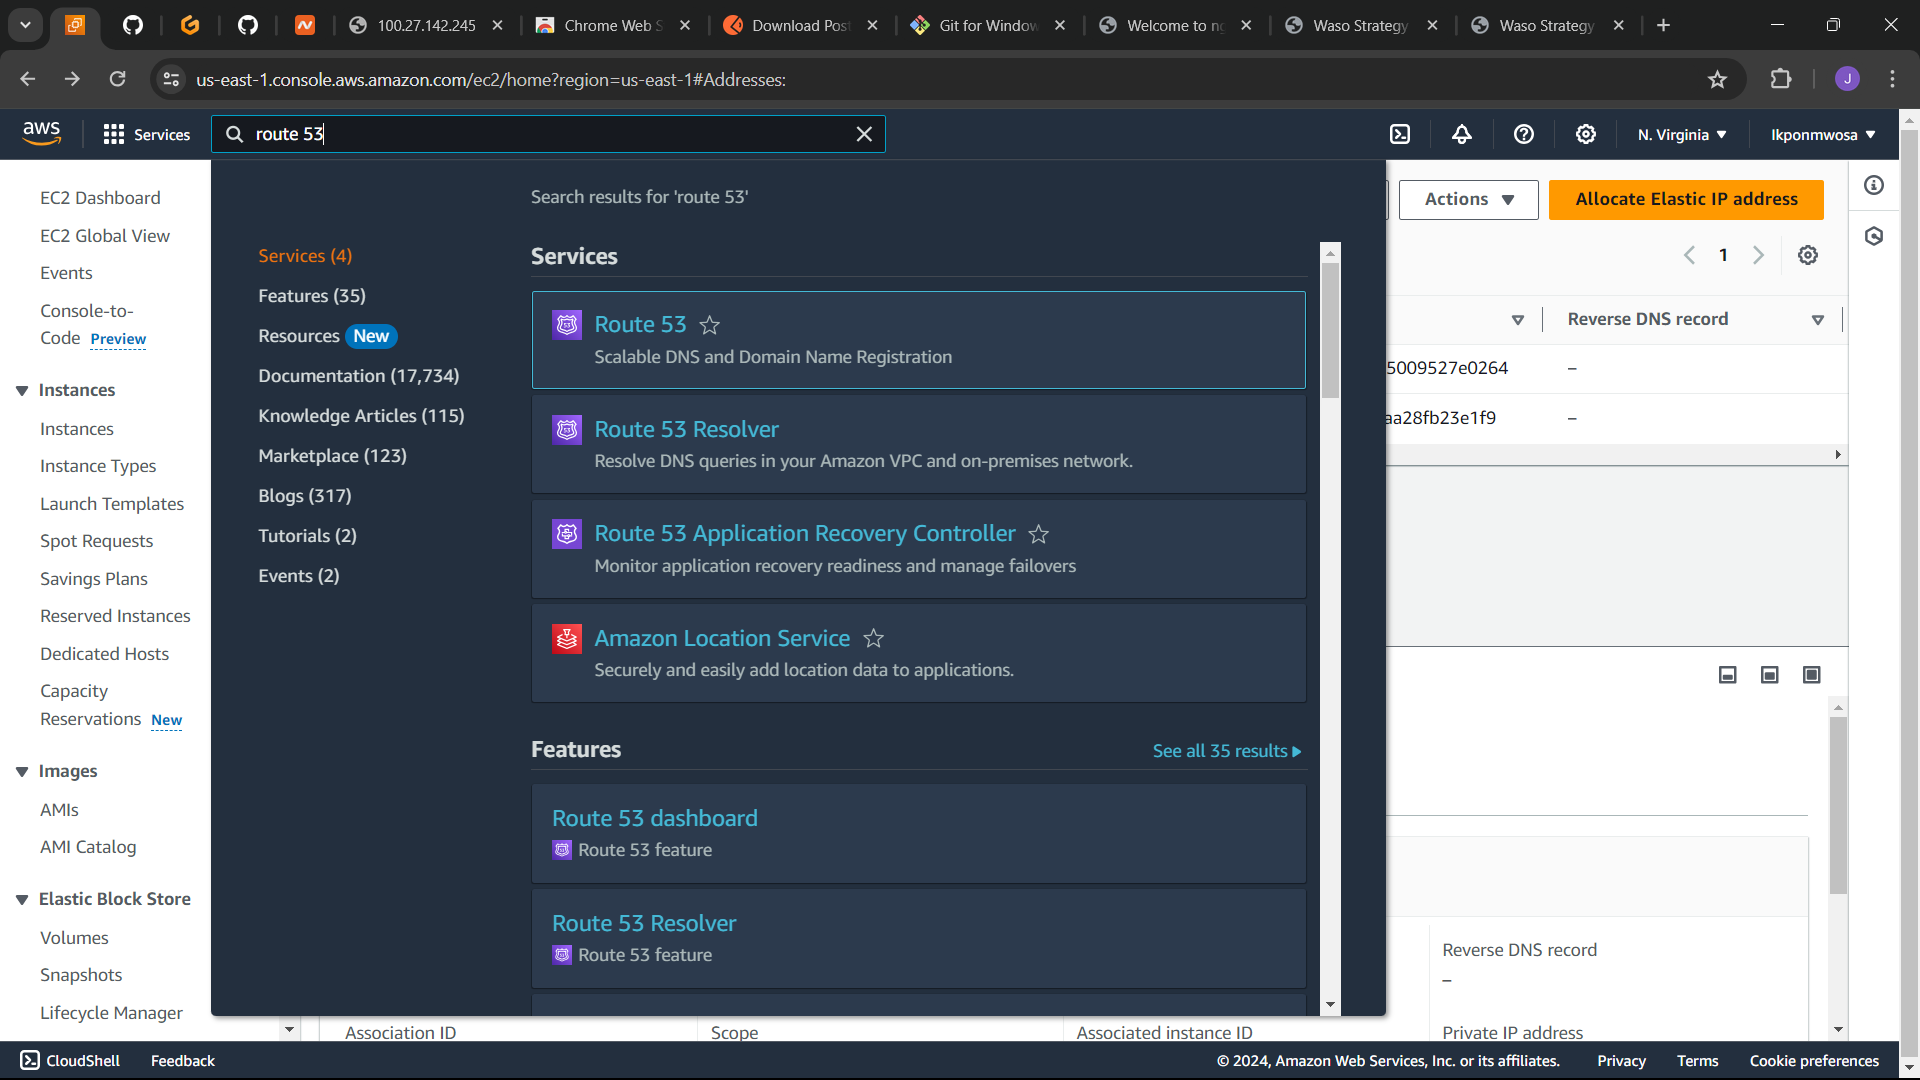 100.27.142.245
Chrome Web S
Download Post
Git for Window
Welcome to ng
Waso Strategy
Waso Strategy
us-east-1.console.aws.amazon.com/ec2/home?region=us-east-1#Addresses:
J
aws
Services
route 53
N. Virginia
Ikponmwosa
EC2 Dashboard
EC2 Global View
Events
Console-to-
Code Preview
Instances
Instances
Instance Types
Launch Templates
Spot Requests
Savings Plans
Reserved Instances
Dedicated Hosts
Capacity
Reservations New
Images
AMIs
AMI Catalog
Elastic Block Store
Volumes
Snapshots
Lifecycle Manager
Search results for 'route 53'
Services (4)
Features (35)
Resources New
Documentation (17,734)
Knowledge Articles (115)
Marketplace (123)
Blogs (317)
Tutorials (2)
Events (2)
Services
Route 53
Scalable DNS and Domain Name Registration
Route 53 Resolver
Resolve DNS queries in your Amazon VPC and on-premises network.
Route 53 Application Recovery Controller
Monitor application recovery readiness and manage failovers
Amazon Location Service
Securely and easily add location data to applications.
Features
See all 35 results
Route 53 dashboard
Route 53 feature
Route 53 Resolver
Route 53 feature
Actions
Allocate Elastic IP address
1
Reverse DNS record
5009527e0264
–
aa28fb23e1f9
–
Reverse DNS record
–
Association ID
Scope
Associated instance ID
Private IP address
CloudShell
Feedback
© 2024, Amazon Web Services, Inc. or its affiliates.
Privacy
Terms
Cookie preferences